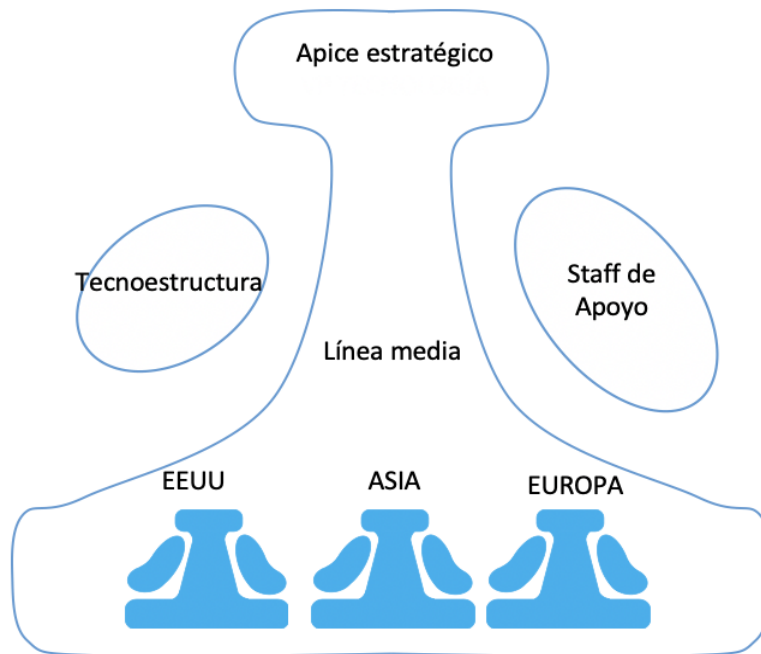 Apice estratégico
Tecnoestructura
Staff de
Apoyo
Línea media
EEUU
ASIA
EUROPA